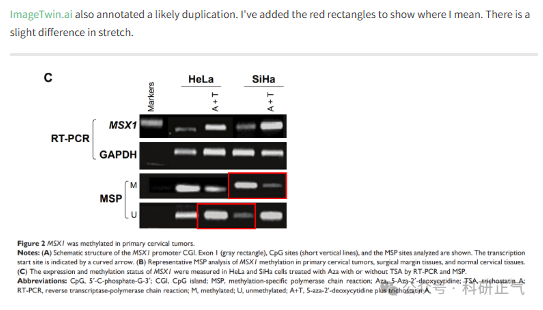 ImageTwin.ai also annotated a likely duplication. I've added the red rectangles to show where I mean. There is a
slight difference in stretch.
C
HeLa SiHa
Markers A+T A+T
MSX1
RT-PCR
GAPDH
M
MSP
U
Figure 2 MSX1 was methylated in primary cervical tumors.
Notes: (A) Schematic structure of the MSX1 promoter CGI. Exon 1 (gray rectangle), CpG sites (short vertical lines), and the MSP sites analyzed are shown. The transcription
start site is indicated by a curved arrow. (B) Representative MSP analysis of MSX1 methylation in primary cervical tumors, surgical margin tissues, and normal cervical tissues.
(C) The expression and methylation status of MSX1 were measured in HeLa and SiHa cells treated with Aza with or without TSA by RT-PCR and MSP.
Abbreviations: CpG, 5'-C-phosphate-G-3'; CGI, CpG island; MSP, methylation-specific polymerase chain reaction; Aza, 5-Aza-2'-deoxycytidine; TSA, trichostatin A;
RT-PCR, reverse transcriptase-polymerase chain reaction; M, methylated; U, unmethylated; A+T, 5-aza-2'-deoxycytidine plus trichostatin A.
公众号 · 科研正气